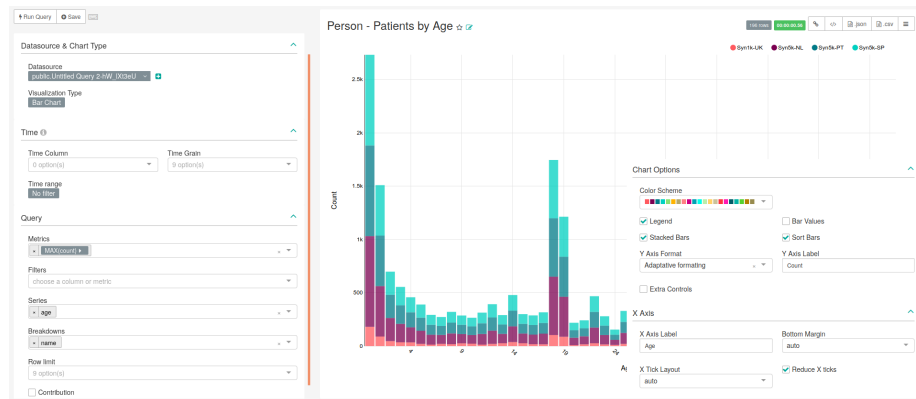 Run Query
Save
Person - Patients by Age
.json
.csv
Datasource & Chart Type
Syn1k-UK Syn5k-NL Syn5k-PT Syn5k-SP
Datasource
public.Untitled Query 2-hW_lXt3eU
Visualization Type
Bar Chart
Time
Time Column Time Grain
0 option(s) 9 option(s)
Time range
No filter
Query
Metrics
× MAX(count)
Filters
choose a column or metric
Series
× age
Breakdowns
× name
Row limit
9 option(s)
Contribution
2.5k
2k
1.5k
1k
500
0
Count
4 9 14 19 24
Chart Options
Color Scheme
Legend Bar Values
Stacked Bars Sort Bars
Y Axis Format Y Axis Label
Adaptative formating Count
Extra Controls
X Axis
X Axis Label Bottom Margin
Age auto
X Tick Layout Reduce X ticks
auto